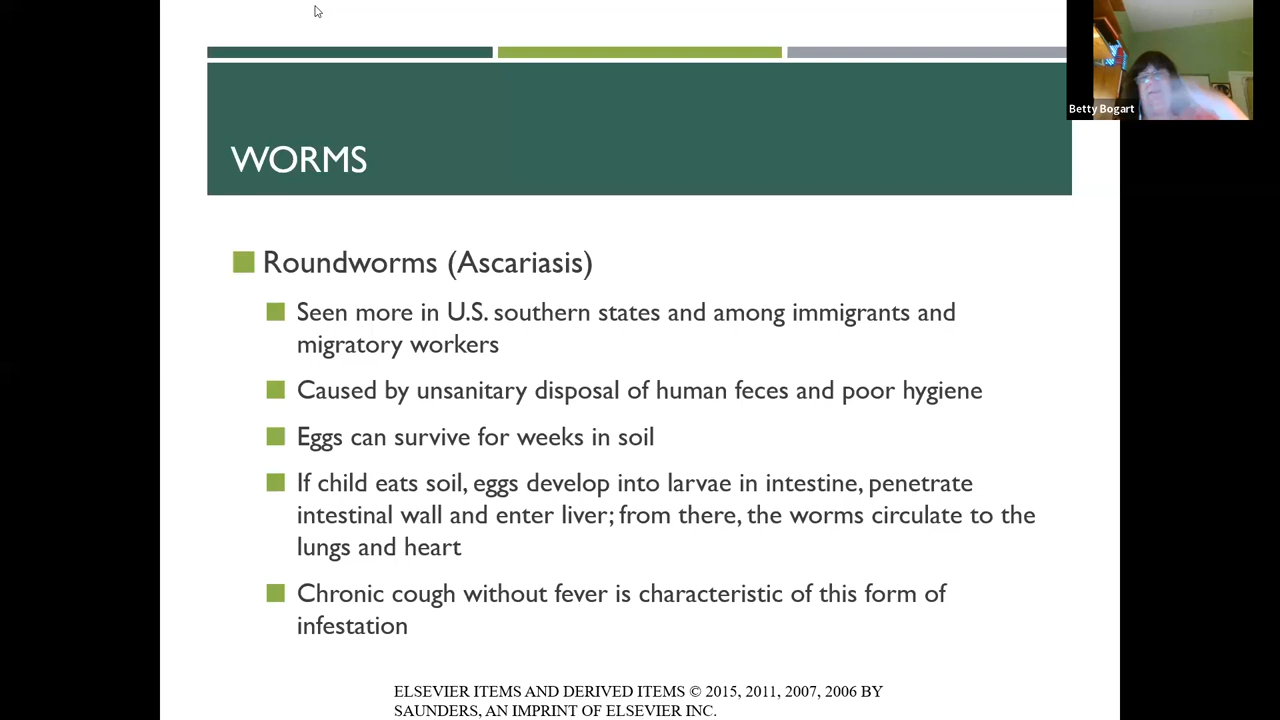 Betty Bogart
WORMS
Roundworms (Ascariasis)
Seen more in U.S. southern states and among immigrants and
migratory workers
Caused by unsanitary disposal of human feces and poor hygiene
Eggs can survive for weeks in soil
If child eats soil, eggs develop into larvae in intestine, penetrate
intestinal wall and enter liver; from there, the worms circulate to the
lungs and heart
Chronic cough without fever is characteristic of this form of
infestation
ELSEVIER ITEMS AND DERIVED ITEMS © 2015, 2011, 2007, 2006 BY
SAUNDERS, AN IMPRINT OF ELSEVIER INC.